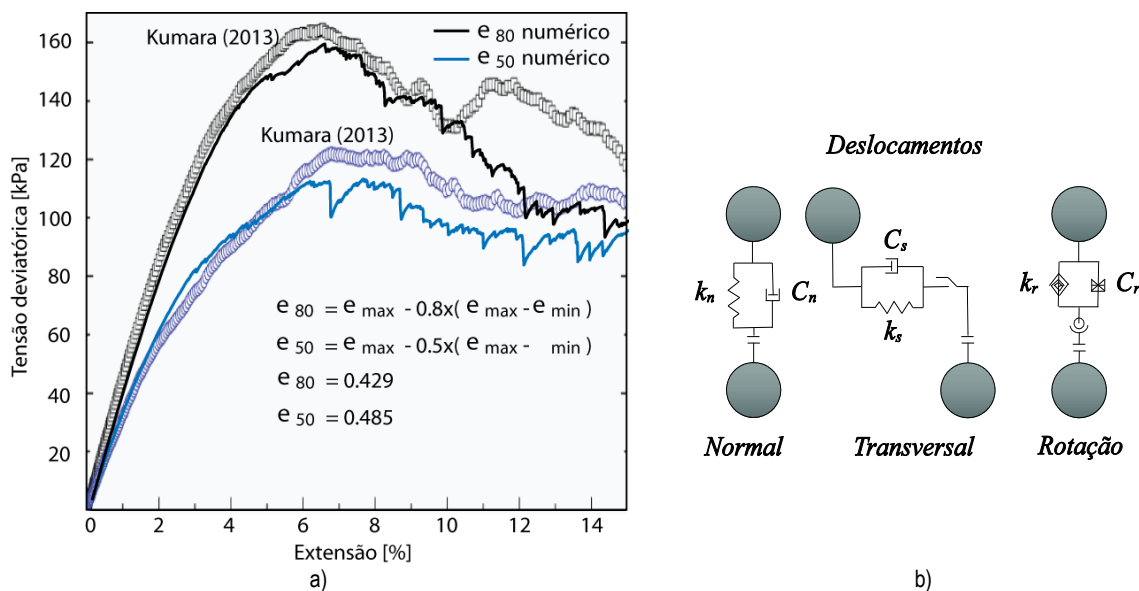 Tensão deviatórica [kPa]
160
140
120
100
80
60
40
20
Kumara (2013)
e 80 numérico
e 50 numérico
Kumara (2013)
e 80 = e max - 0.8x( e max - e min )
e 50 = e max - 0.5x( e max - min )
e 80 = 0.429
e 50 = 0.485
0 2 4 6 8 10 12 14
Extensão [%]
a)
Deslocamentos
kn
Cn
Cs
ks
kr
Cr
Normal
Transversal
Rotação
b)